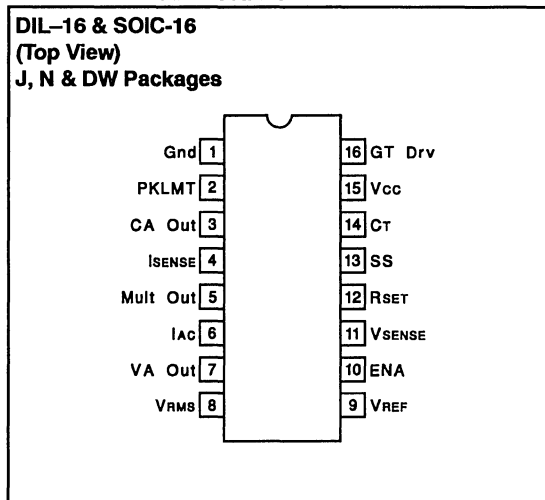 DIL–16 & SOIC-16
(Top View)
J, N & DW Packages
Gnd 1 16 GT Drv
PKLMT 2 15 Vcc
CA Out 3 14 CT
ISENSE 4 13 SS
Mult Out 5 12 RSET
IAC 6 11 VSENSE
VA Out 7 10 ENA
VRMS 8 9 VREF